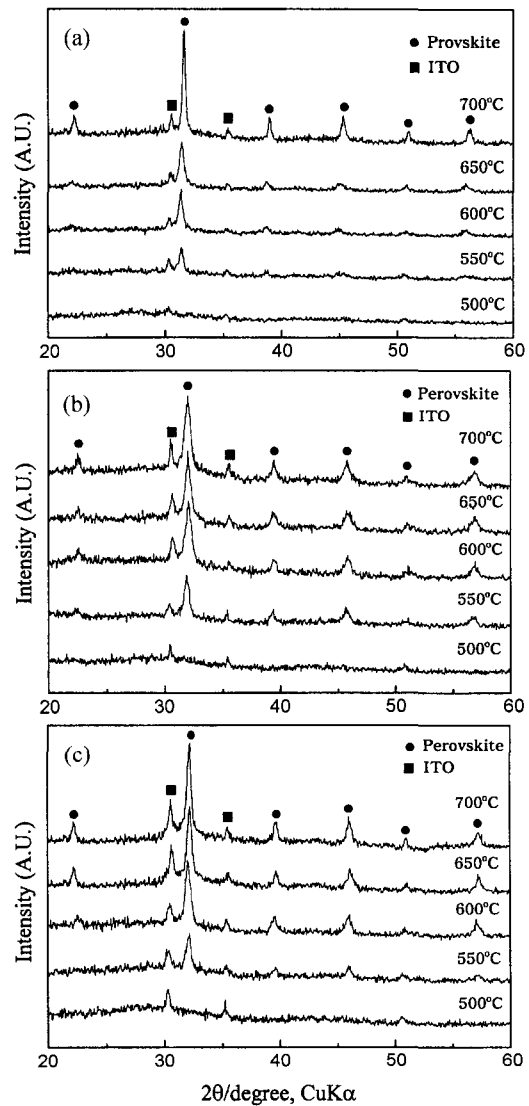 (a)
● Provskite
■ ITO
700°C
650°C
600°C
550°C
500°C
Intensity (A.U.)
20 30 40 50 60
(b)
● Perovskite
■ ITO
700°C
650°C
600°C
550°C
500°C
Intensity (A.U.)
20 30 40 50 60
(c)
● Perovskite
■ ITO
700°C
650°C
600°C
550°C
500°C
Intensity (A.U.)
20 30 40 50 60
2θ/degree, CuKα